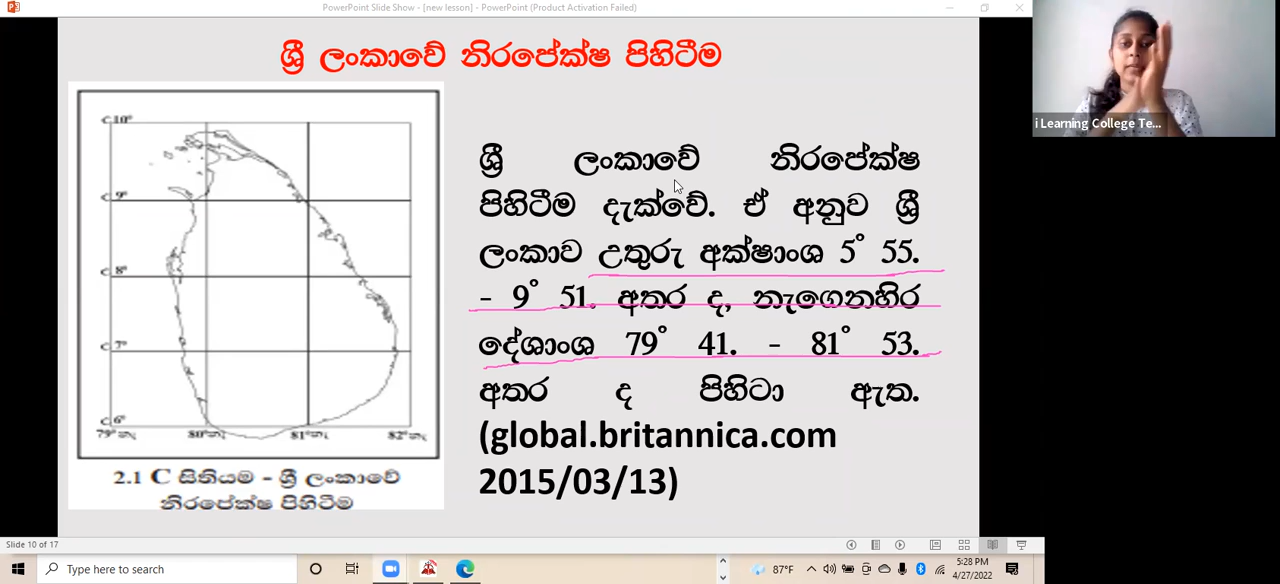 PowerPoint Slide Show - [new lesson] - PowerPoint (Product Activation Failed)
ශ්‍රී ලංකාවේ නිරපේක්ෂ පිහිටීම
10°
9°
8°
7°
6°
79°නැ 80°නැ 81°නැ 82°නැ
2.1 C සිතියම - ශ්‍රී ලංකාවේ
නිරපේක්ෂ පිහිටීම
ශ්‍රී ලංකාවේ නිරපේක්ෂ
පිහිටීම දැක්වේ. ඒ අනුව ශ්‍රී
ලංකාව උතුරු අක්ෂාංශ 5° 55.
- 9° 51. අතර ද, නැගෙනහිර
දේශාංශ 79° 41. - 81° 53.
අතර ද පිහිටා ඇත.
(global.britannica.com
2015/03/13)
i Learning College Te...
Slide 10 of 17
Type here to search
87°F
5:28 PM
4/27/2022